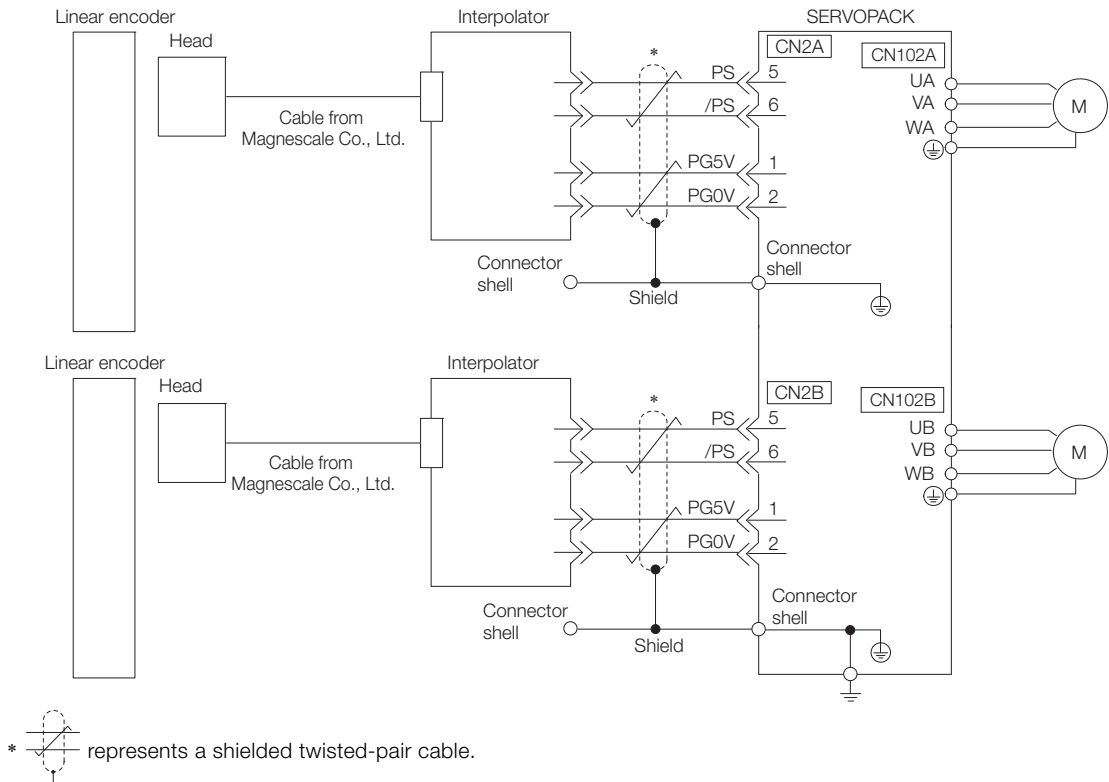 Linear encoder
Interpolator
SERVOPACK
Head
CN2A
CN102A
*
PS
5
UA
/PS
6
VA
Cable from
Magnescale Co., Ltd.
WA
M
PG5V
1
PG0V
2
Connector
shell
Connector
shell
Shield
Linear encoder
Interpolator
Head
CN2B
CN102B
*
PS
5
UB
/PS
6
VB
Cable from
Magnescale Co., Ltd.
WB
M
PG5V
1
PG0V
2
Connector
shell
Connector
shell
Shield
* represents a shielded twisted-pair cable.